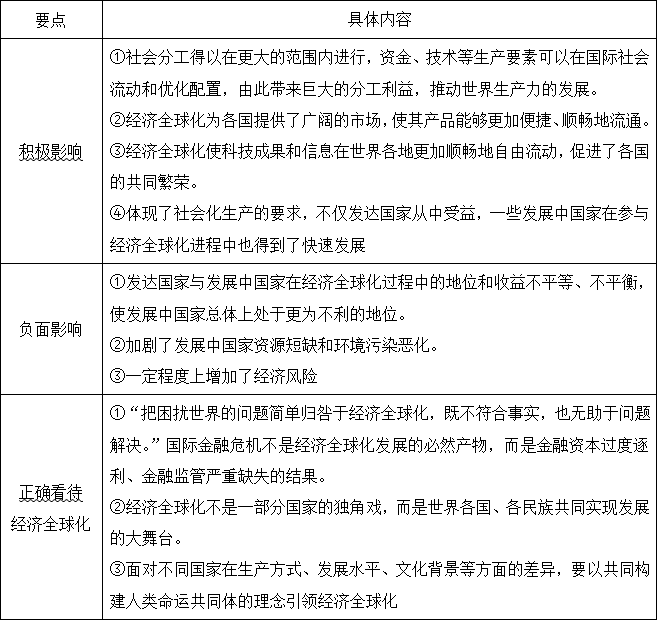 要点
具体内容
积极影响
①社会分工得以在更大的范围内进行，资金、技术等生产要素可以在国际社会
流动和优化配置，由此带来巨大的分工利益，推动世界生产力的发展。
②经济全球化为各国提供了广阔的市场，使其产品能够更加便捷、顺畅地流通。
③经济全球化使科技成果和信息在世界各地更加顺畅地自由流动，促进了各国
的共同繁荣。
④体现了社会化生产的要求，不仅发达国家从中受益，一些发展中国家在参与
经济全球化进程中也得到了快速发展
负面影响
①发达国家与发展中国家在经济全球化过程中的地位和收益不平等、不平衡，
使发展中国家总体上处于更为不利的地位。
②加剧了发展中国家资源短缺和环境污染恶化。
③一定程度上增加了经济风险
正确看待
经济全球化
①“把困扰世界的问题简单归咎于经济全球化，既不符合事实，也无助于问题
解决。”国际金融危机不是经济全球化发展的必然产物，而是金融资本过度逐
利、金融监管严重缺失的结果。
②经济全球化不是一部分国家的独角戏，而是世界各国、各民族共同实现发展
的大舞台。
③面对不同国家在生产方式、发展水平、文化背景等方面的差异，要以共同构
建人类命运共同体的理念引领经济全球化